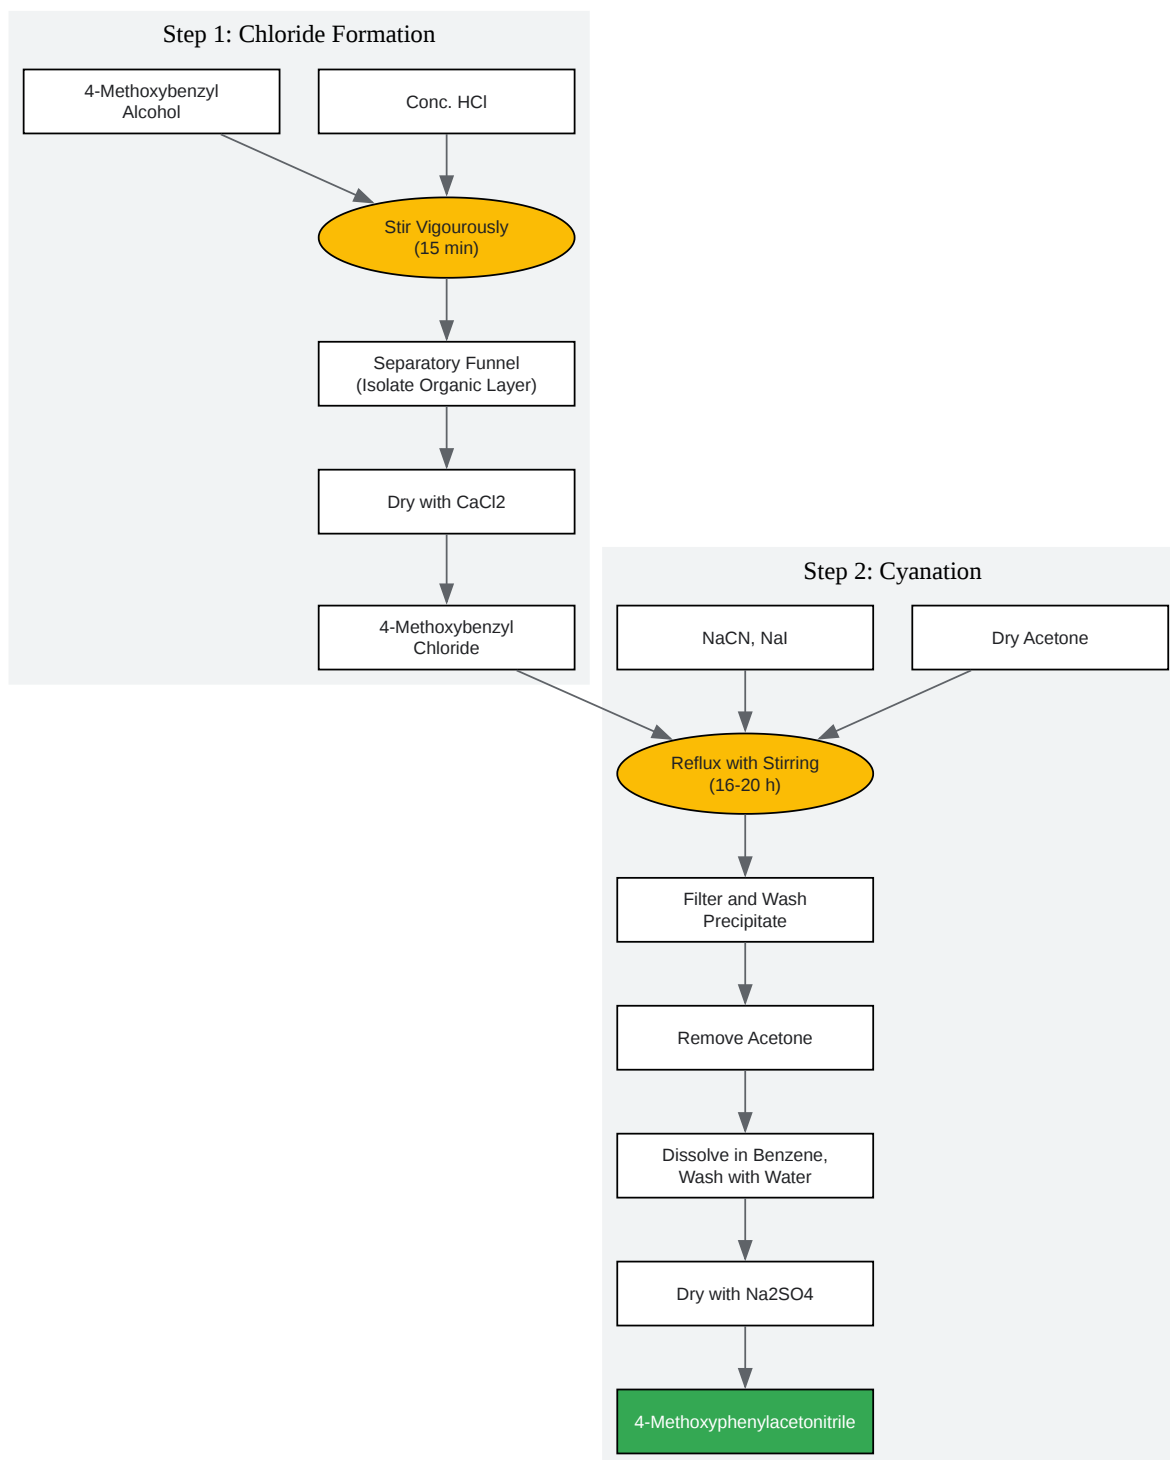 Step 1: Chloride Formation
4-Methoxybenzyl
Alcohol
Conc. HCl
Stir Vigourously
(15 min)
Separatory Funnel
(Isolate Organic Layer)
Dry with CaCl2
4-Methoxybenzyl
Chloride
Step 2: Cyanation
NaCN, NaI
Dry Acetone
Reflux with Stirring
(16-20 h)
Filter and Wash
Precipitate
Remove Acetone
Dissolve in Benzene,
Wash with Water
Dry with Na2SO4
4-Methoxyphenylacetonitrile